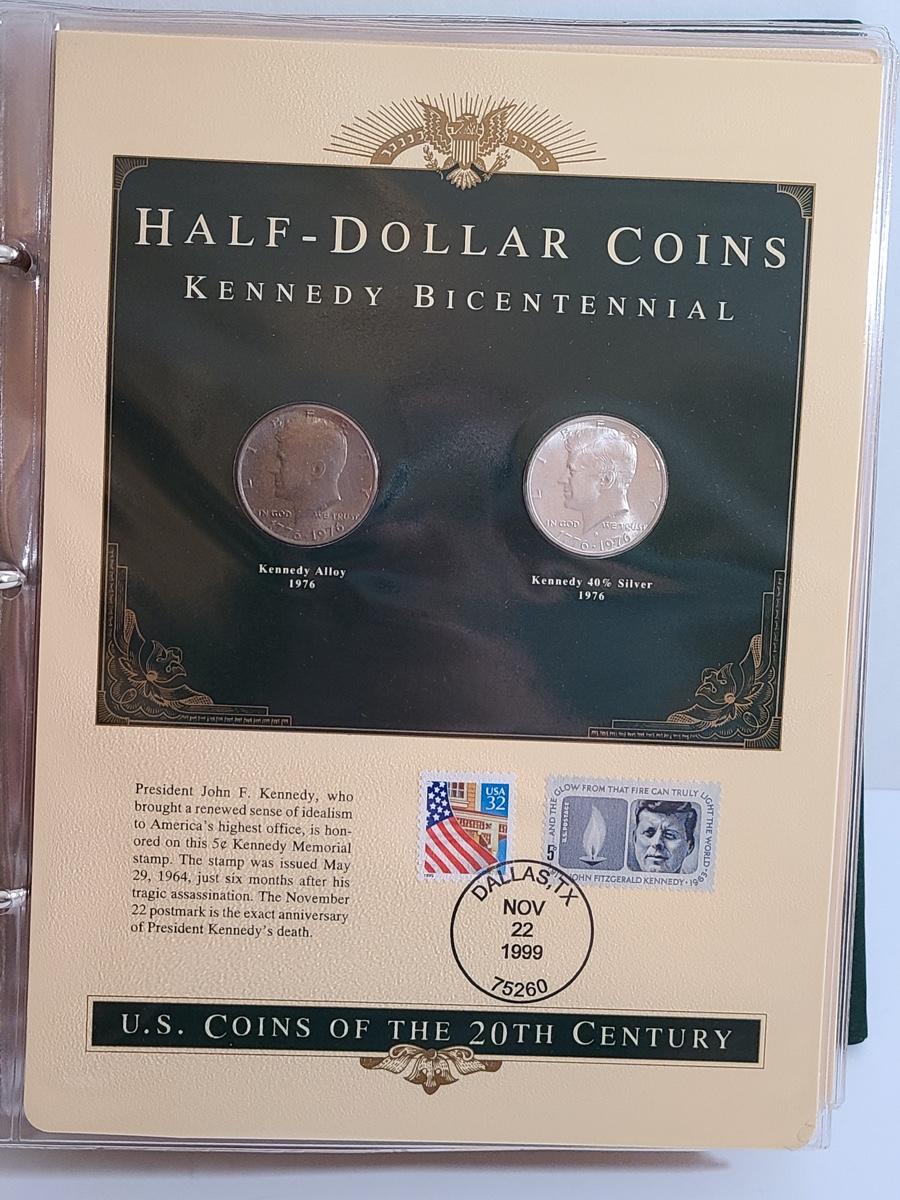 HALF-DOLLAR COINS
KENNEDY BICENTENNIAL
IN GOD WE TRUST
1976
IN GOD WE TRUST
1976
Kennedy Alloy
1976
Kennedy 40% Silver
1976
President John F. Kennedy, who
brought a renewed sense of idealism
to America's highest office, is hon-
ored on this 5¢ Kennedy Memorial
stamp. The stamp was issued May
29, 1964, just six months after his
tragic assassination. The November
22 postmark is the exact anniversary
of President Kennedy's death.
USA
32
...AND THE GLOW FROM THAT FIRE CAN TRULY LIGHT THE WORLD
U.S. POSTAGE
5¢
JOHN FITZGERALD KENNEDY
DALLAS, TX
NOV
22
1999
75260
U.S. COINS OF THE 20TH CENTURY